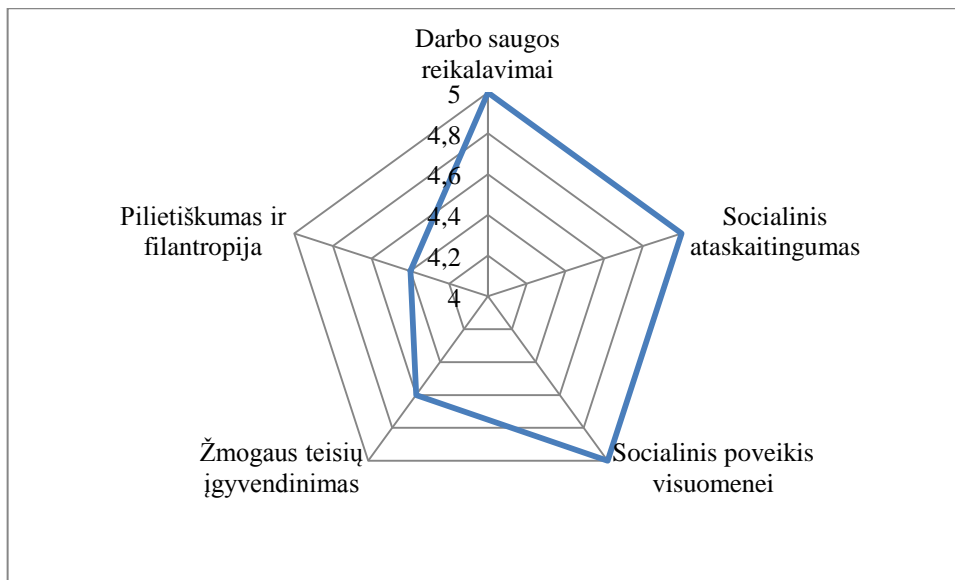 Darbo saugos
reikalavimai
5
4,8
4,6
4,4
4,2
4
Socialinis
ataskaitingumas
Socialinis poveikis
visuomenei
Žmogaus teisių
įgyvendinimas
Pilietiškumas ir
filantropija